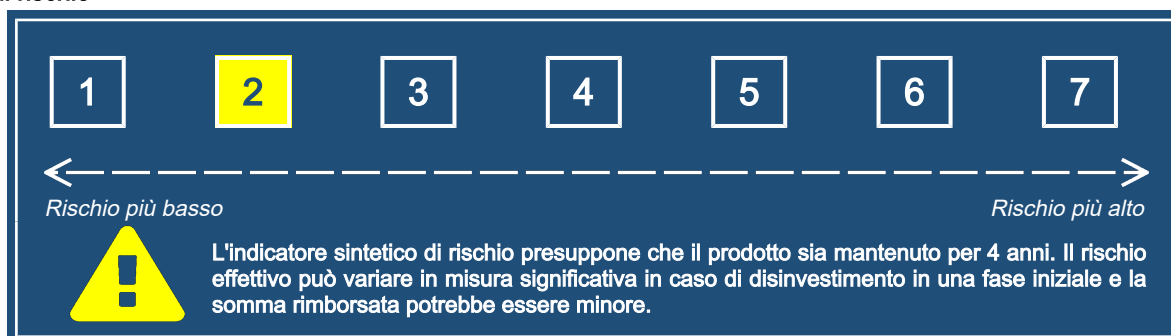 1 2 3 4 5 6 7
Rischio più basso Rischio più alto
L'indicatore sintetico di rischio presuppone che il prodotto sia mantenuto per 4 anni. Il rischio
effettivo può variare in misura significativa in caso di disinvestimento in una fase iniziale e la
somma rimborsata potrebbe essere minore.